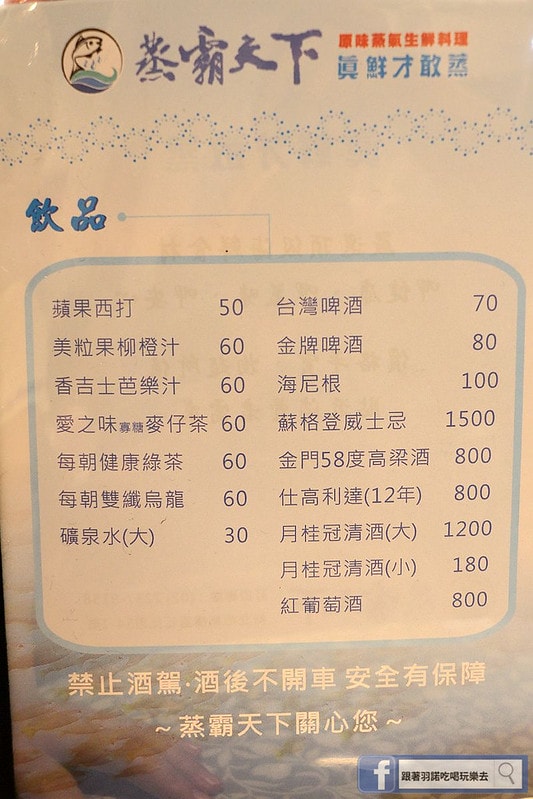 蒸霸天下
原味蒸氣生鮮料理
真鮮才敢蒸
飲品
蘋果西打 50
美粒果柳橙汁 60
香吉士芭樂汁 60
愛之味寡糖麥仔茶 60
每朝健康綠茶 60
每朝雙纖烏龍 60
礦泉水(大) 30
台灣啤酒 70
金牌啤酒 80
海尼根 100
蘇格登威士忌 1500
金門58度高梁酒 800
仕高利達(12年) 800
月桂冠清酒(大) 1200
月桂冠清酒(小) 180
紅葡萄酒 800
禁止酒駕·酒後不開車 安全有保障
~蒸霸天下關心您~
f 跟著羽諾吃喝玩樂去